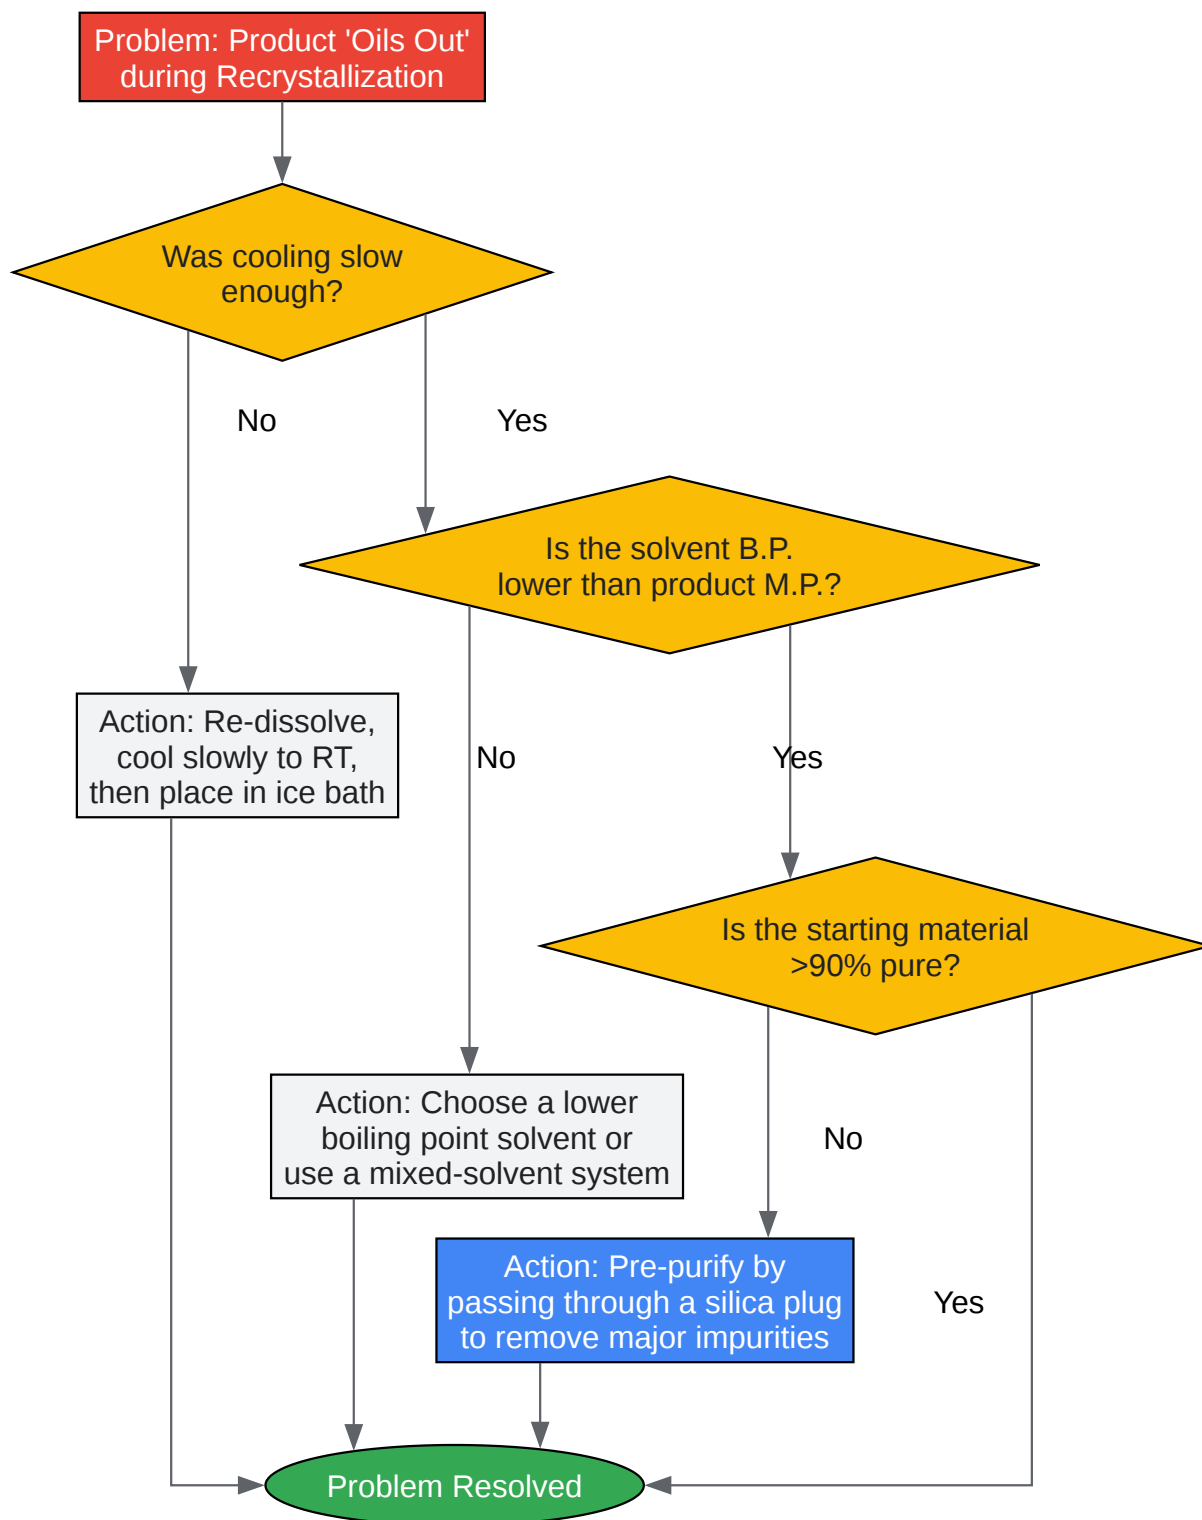 Problem: Product 'Oils Out'
during Recrystallization
Was cooling slow
enough?
No
Yes
Is the solvent B.P.
lower than product M.P.?
Action: Re-dissolve,
cool slowly to RT,
then place in ice bath
No
Yes
Is the starting material
>90% pure?
Action: Choose a lower
boiling point solvent or
use a mixed-solvent system
No
Action: Pre-purify by
passing through a silica plug
to remove major impurities
Yes
Problem Resolved